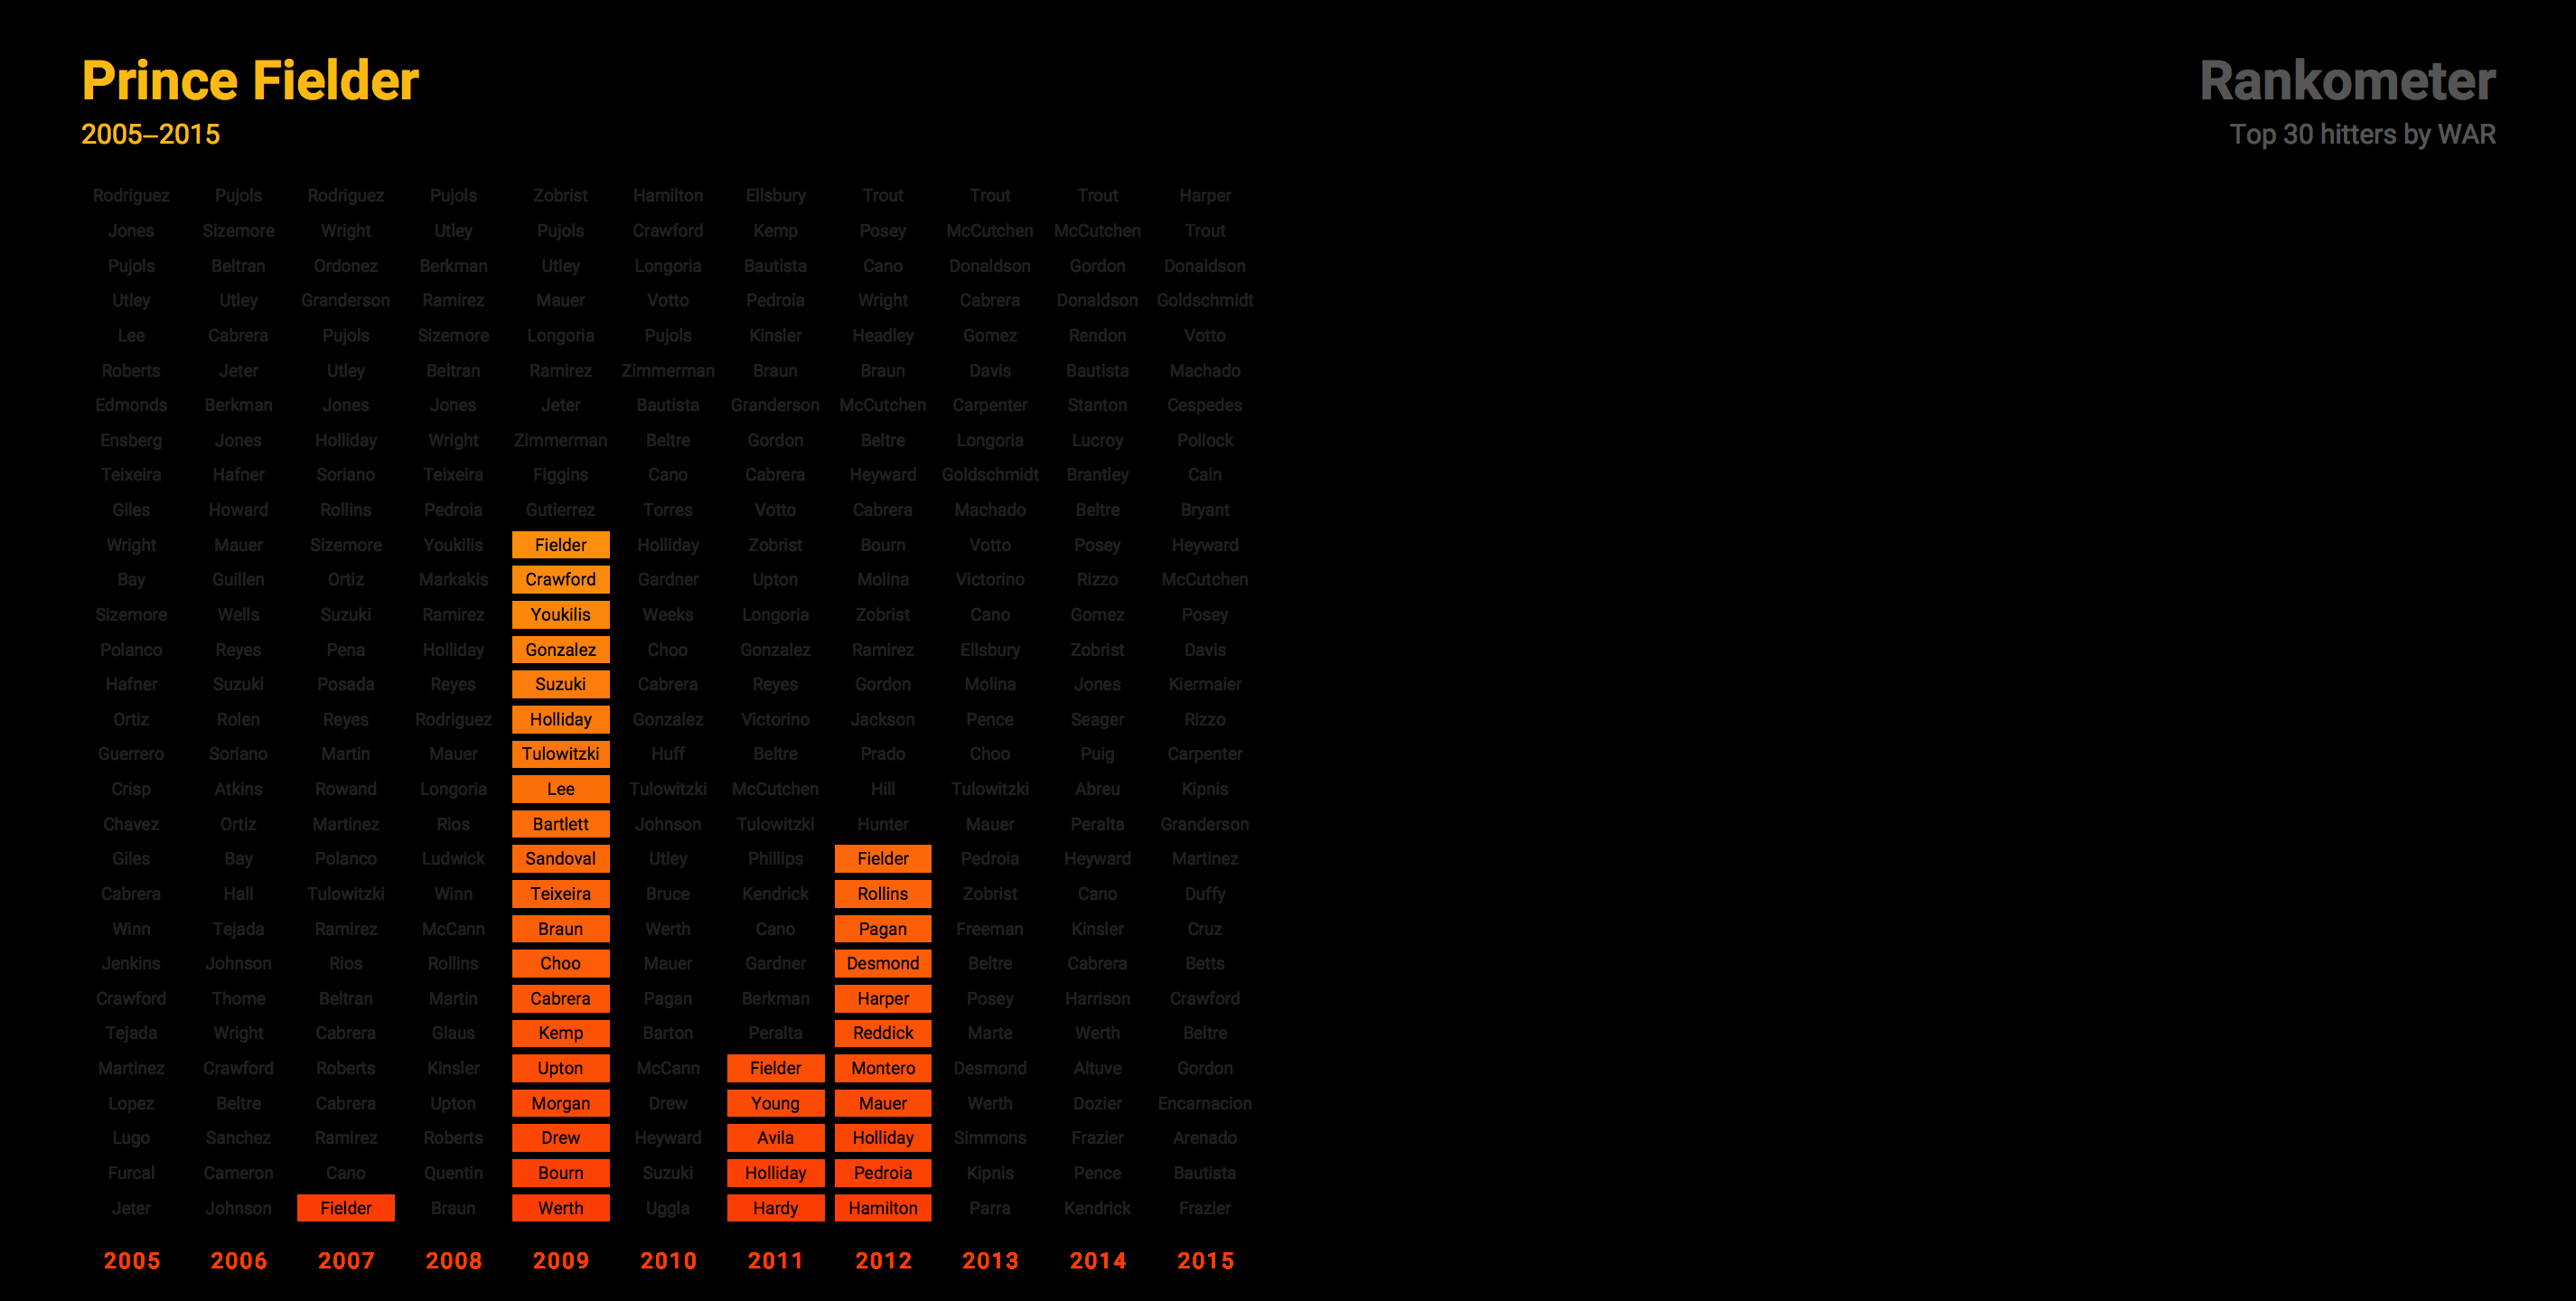 Prince Fielder
2005–2015
Rankometer
Top 30 hitters by WAR
Rodriguez Pujols Rodriguez Pujols Zobrist Hamilton Ellsbury Trout Trout Trout Harper
Jones Sizemore Wright Utley Pujols Crawford Kemp Posey McCutchen McCutchen Trout
Pujols Beltran Ordonez Berkman Utley Longoria Bautista Cano Donaldson Gordon Donaldson
Utley Utley Granderson Ramirez Mauer Votto Pedroia Wright Cabrera Donaldson Goldschmidt
Lee Cabrera Pujols Sizemore Longoria Pujols Kinsler Headley Gomez Rendon Votto
Roberts Jeter Utley Beltran Ramirez Zimmerman Braun Braun Davis Bautista Machado
Edmonds Berkman Jones Jones Jeter Bautista Granderson McCutchen Carpenter Stanton Cespedes
Ensberg Jones Holliday Wright Zimmerman Beltre Gordon Beltre Longoria Lucroy Pollock
Teixeira Hafner Soriano Teixeira Figgins Cano Cabrera Heyward Goldschmidt Brantley Cain
Giles Howard Rollins Pedroia Gutierrez Torres Votto Cabrera Machado Beltre Bryant
Wright Mauer Sizemore Youkilis Fielder Holliday Zobrist Bourn Votto Posey Heyward
Bay Guillen Ortiz Markakis Crawford Gardner Upton Molina Victorino Rizzo McCutchen
Sizemore Wells Suzuki Ramirez Youkilis Weeks Longoria Zobrist Cano Gomez Posey
Polanco Reyes Pena Holliday Gonzalez Choo Gonzalez Ramirez Ellsbury Zobrist Davis
Hafner Suzuki Posada Reyes Suzuki Cabrera Reyes Gordon Molina Jones Kiermaier
Ortiz Rolen Reyes Rodriguez Holliday Gonzalez Victorino Jackson Pence Seager Rizzo
Guerrero Soriano Martin Mauer Tulowitzki Huff Beltre Prado Choo Puig Carpenter
Crisp Atkins Rowand Longoria Lee Tulowitzki McCutchen Hill Tulowitzki Abreu Kipnis
Chavez Ortiz Martinez Rios Bartlett Johnson Tulowitzki Hunter Mauer Peralta Granderson
Giles Bay Polanco Ludwick Sandoval Utley Phillips Fielder Pedroia Heyward Martinez
Cabrera Hall Tulowitzki Winn Teixeira Bruce Kendrick Rollins Zobrist Cano Duffy
Winn Tejada Ramirez McCann Braun Werth Cano Pagan Freeman Kinsler Cruz
Jenkins Johnson Rios Rollins Choo Mauer Gardner Desmond Beltre Cabrera Betts
Crawford Thome Beltran Martin Cabrera Pagan Berkman Harper Posey Harrison Crawford
Tejada Wright Cabrera Glaus Kemp Barton Peralta Reddick Marte Werth Beltre
Martinez Crawford Roberts Kinsler Upton McCann Fielder Montero Desmond Altuve Gordon
Lopez Beltre Cabrera Upton Morgan Drew Young Mauer Werth Dozier Encarnacion
Lugo Sanchez Ramirez Roberts Drew Heyward Avila Holliday Simmons Frazier Arenado
Furcal Cameron Cano Quentin Bourn Suzuki Holliday Pedroia Kipnis Pence Bautista
Jeter Johnson Fielder Braun Werth Uggla Hardy Hamilton Parra Kendrick Frazier
2005 2006 2007 2008 2009 2010 2011 2012 2013 2014 2015